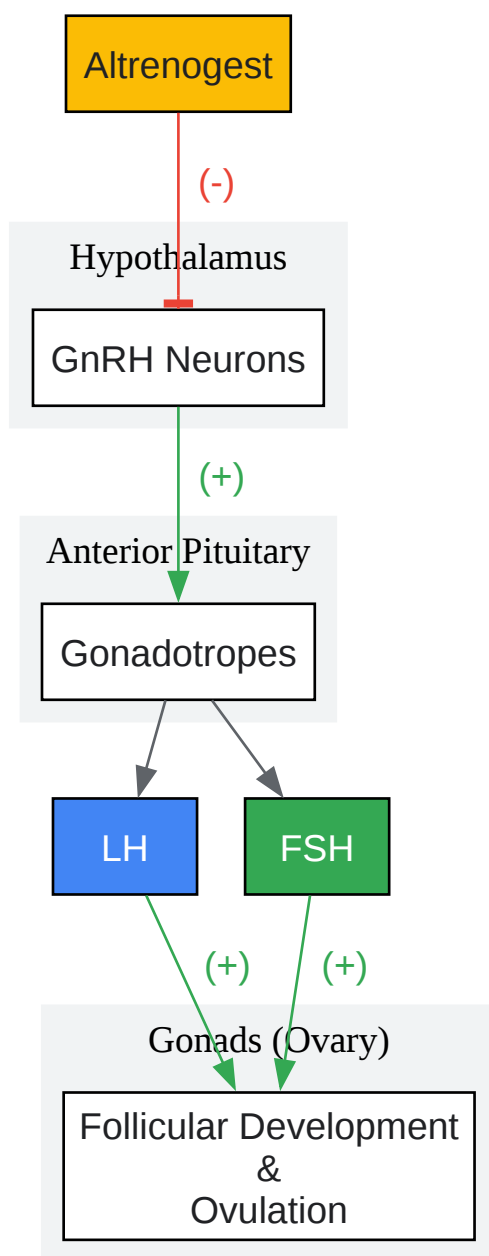 Altrenogest
(-)
Hypothalamus
GnRH Neurons
(+)
Anterior Pituitary
Gonadotropes
LH
FSH
(+)
(+)
Gonads (Ovary)
Follicular Development
&
Ovulation